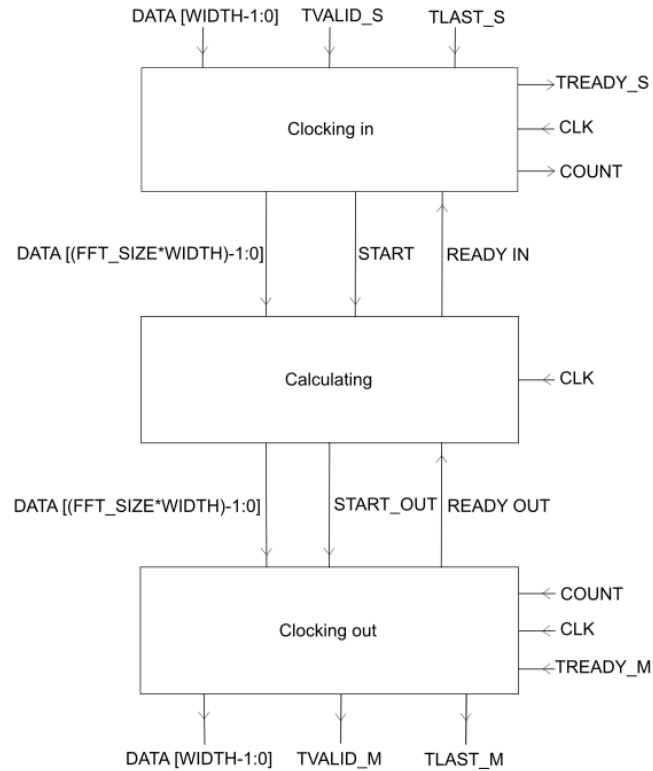 DATA [WIDTH-1:0] TVALID_S TLAST_S
TREADY_S
Clocking in
CLK
COUNT
DATA [(FFT_SIZE*WIDTH)-1:0] START READY IN
Calculating
CLK
DATA [(FFT_SIZE*WIDTH)-1:0] START_OUT READY OUT
COUNT
Clocking out
CLK
TREADY_M
DATA [WIDTH-1:0] TVALID_M TLAST_M